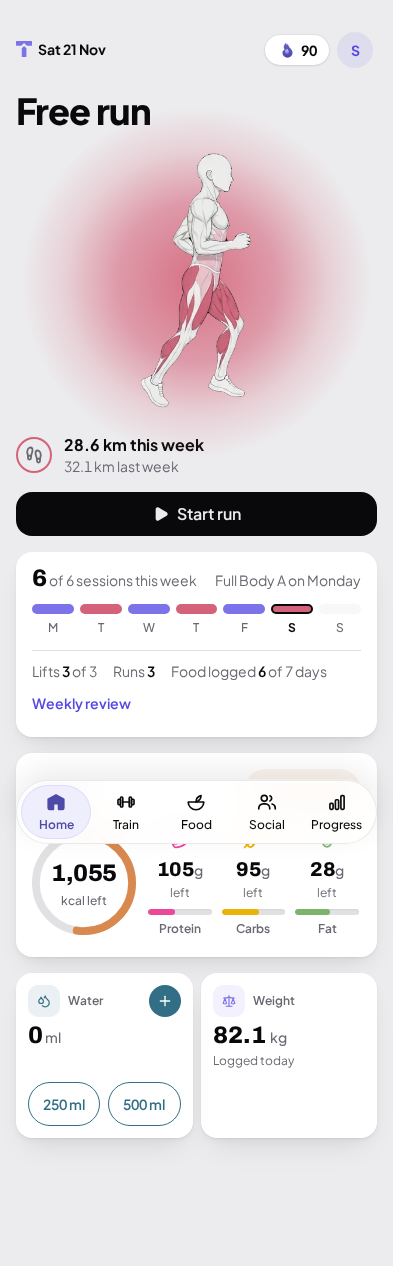 Sat 21 Nov
90
S
Free run
28.6 km this week
32.1 km last week
Start run
6 of 6 sessions this week
Full Body A on Monday
M T W T F S S
Lifts 3 of 3 Runs 3 Food logged 6 of 7 days
Weekly review
Home Train Food Social Progress
1,055
kcal left
105g 95g 28g
left left left
Protein Carbs Fat
Water
0 ml
250 ml 500 ml
Weight
82.1 kg
Logged today